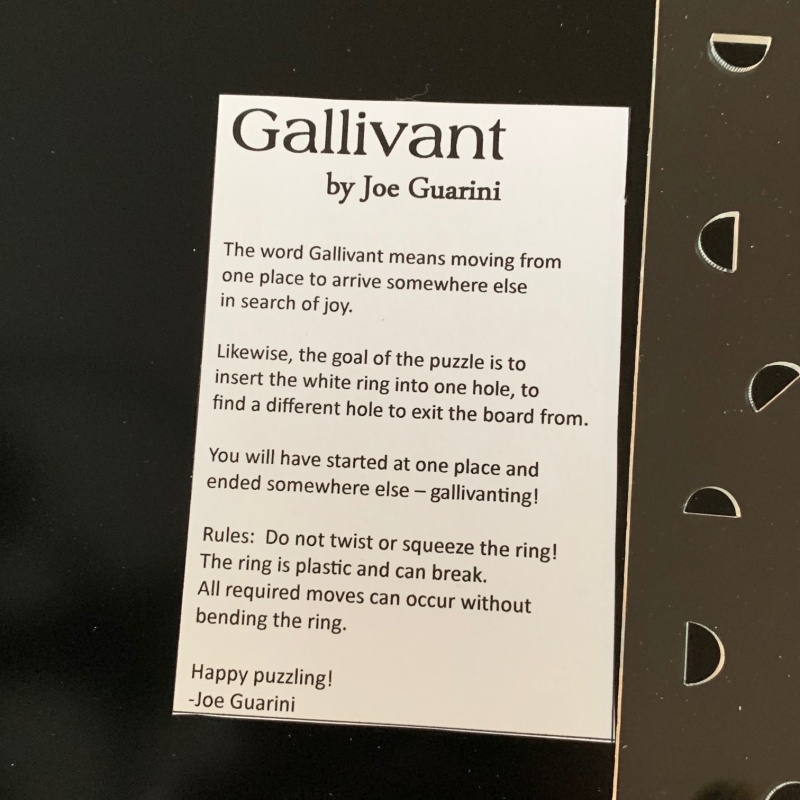 Gallivant
by Joe Guarini
The word Gallivant means moving from
one place to arrive somewhere else
in search of joy.
Likewise, the goal of the puzzle is to
insert the white ring into one hole, to
find a different hole to exit the board from.
You will have started at one place and
ended somewhere else – gallivanting!
Rules: Do not twist or squeeze the ring!
The ring is plastic and can break.
All required moves can occur without
bending the ring.
Happy puzzling!
-Joe Guarini